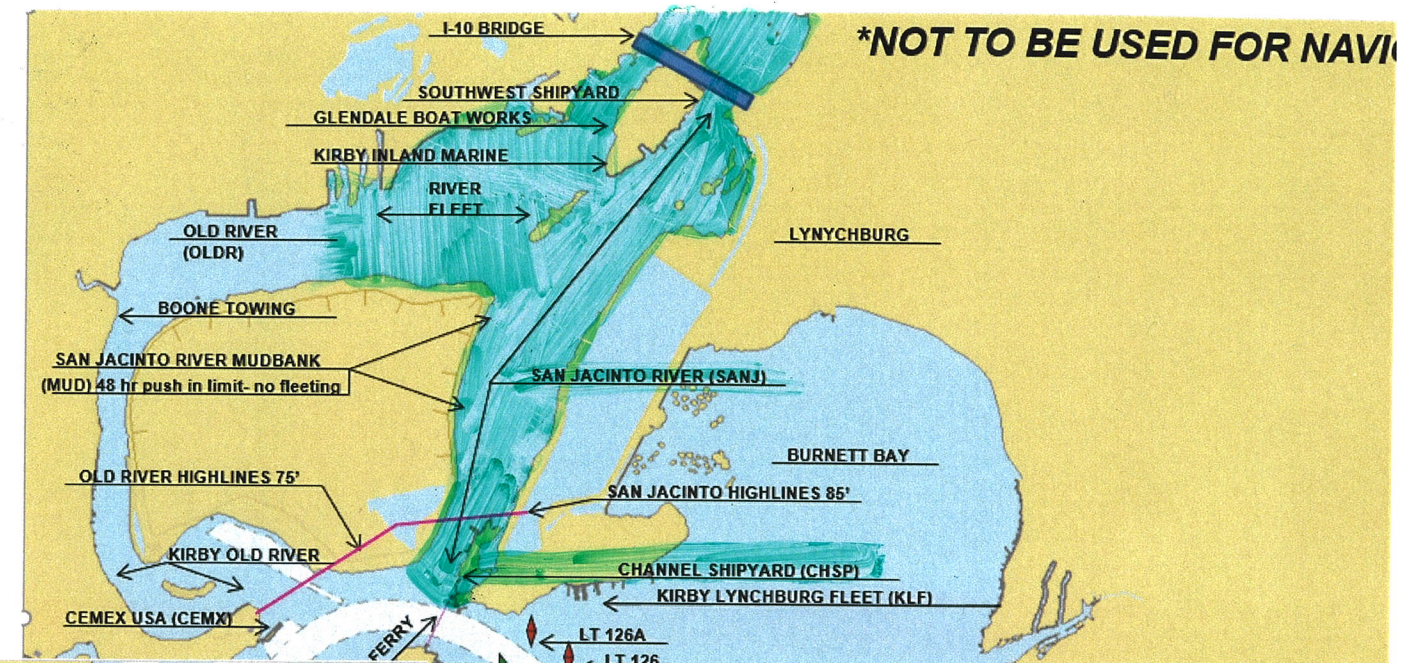 I-10 BRIDGE
*NOT TO BE USED FOR
SOUTHWEST SHIPYARD
GLENDALE BOAT WORKS
KIRBY INLAND MARINE
RIVER
FLEET
OLD RIVER
(OLDR)
LYNYCHBURG
BOONE TOWING
SAN JACINTO RIVER MUDBANK
(MUD) 48 hr push in limit- no fleeting
SAN JACINTO RIVER (SANJ)
BURNETT BAY
OLD RIVER HIGHLINES 75'
SAN JACINTO HIGHLINES 85'
KIRBY OLD RIVER
CHANNEL SHIPYARD (CHSP)
KIRBY LYNCHBURG FLEET (KLF)
CEMEX USA (CEMX)
FERRY
LT 126A
LT 126